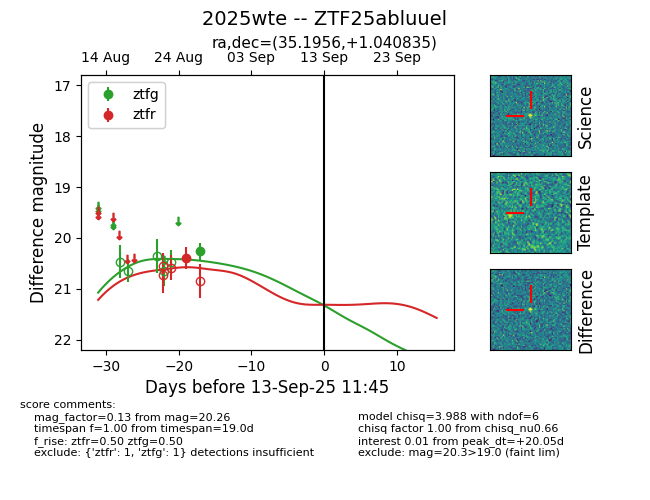 2025wte -- ZTF25abluuel
ra,dec=(35.1956,+1.040835)
14 Aug 24 Aug 03 Sep 13 Sep 23 Sep
17
18
19
20
21
22
Difference magnitude
ztfg
ztfr
−30 −20 −10 0 10
Days before 13-Sep-25 11:45
Science
Template
Difference
score comments:
mag_factor=0.13 from mag=20.26
timespan f=1.00 from timespan=19.0d
f_rise: ztfr=0.50 ztfg=0.50
exclude: {'ztfr': 1, 'ztfg': 1} detections insufficient
model chisq=3.988 with ndof=6
chisq factor 1.00 from chisq_nu0.66
interest 0.01 from peak_dt=+20.05d
exclude: mag=20.3>19.0 (faint lim)